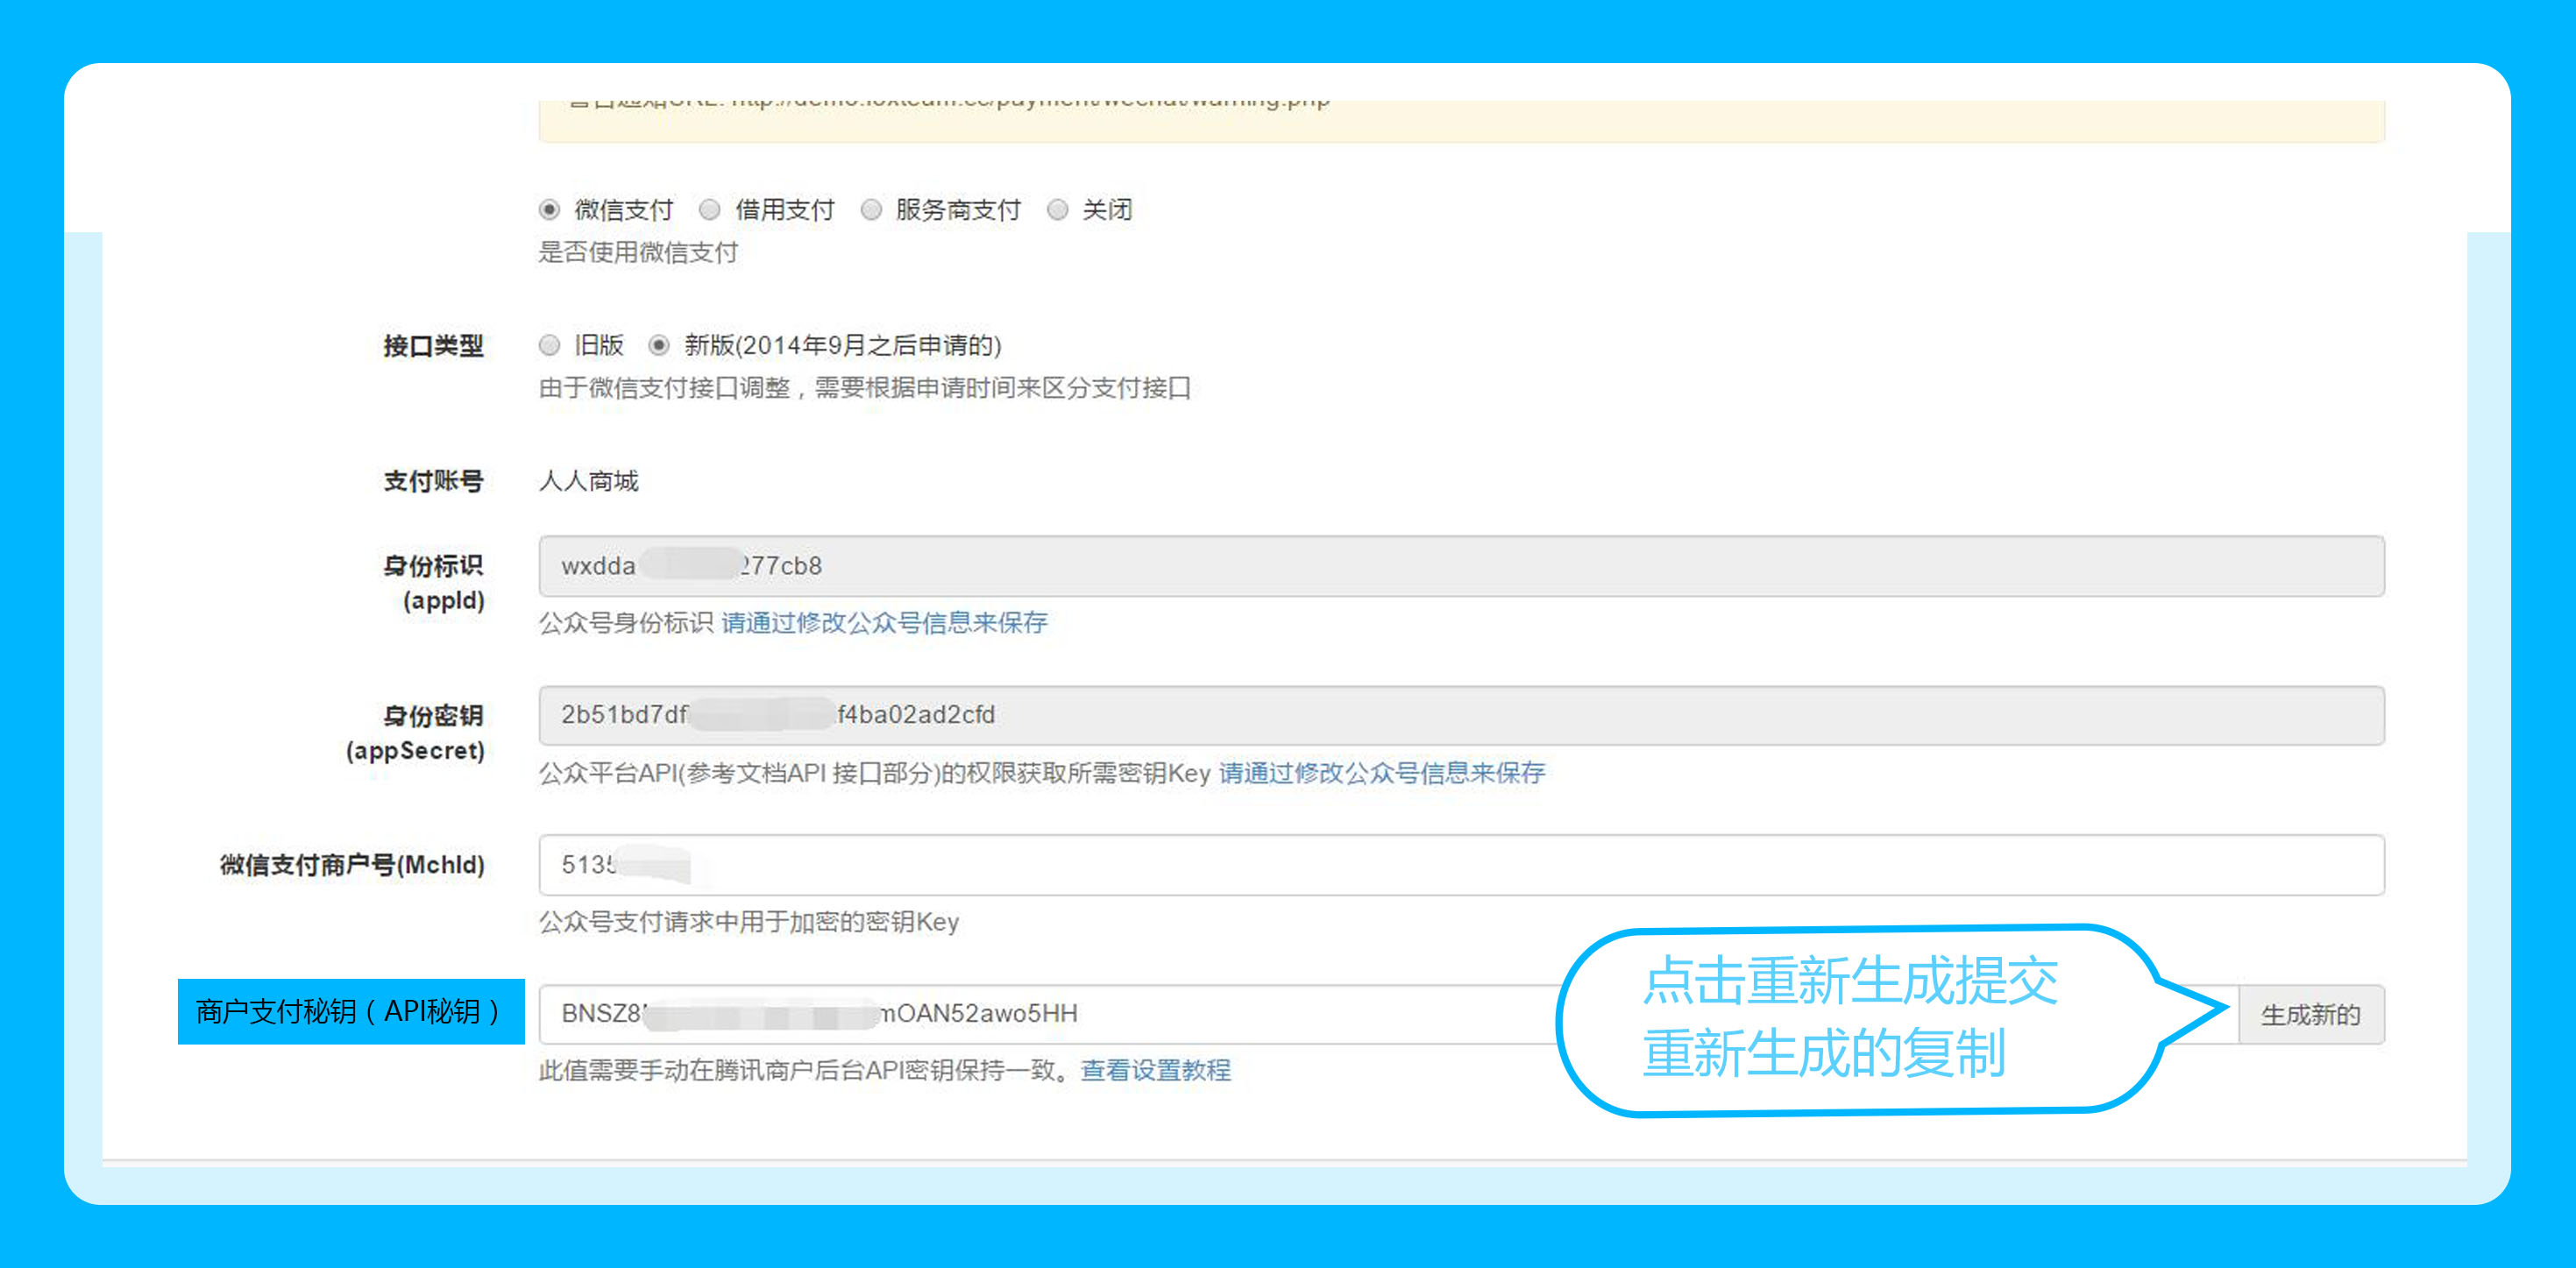 微信支付 借用支付 服务商支付 关闭
是否使用微信支付
接口类型 旧版 新版(2014年9月之后申请的)
由于微信支付接口调整，需要根据申请时间来区分支付接口
支付账号 人人商城
身份标识 wxdda 277cb8
(appId)
公众号身份标识 请通过修改公众号信息来保存
身份密钥 2b51bd7df f4ba02ad2cfd
(appSecret)
公众平台API(参考文档API 接口部分)的权限获取所需密钥Key 请通过修改公众号信息来保存
微信支付商户号(MchId) 5135
公众号支付请求中用于加密的密钥Key
商户支付秘钥（API秘钥） BNSZ8 mOAN52awo5HH 生成新的
点击重新生成提交
重新生成的复制
此值需要手动在腾讯商户后台API密钥保持一致。查看设置教程